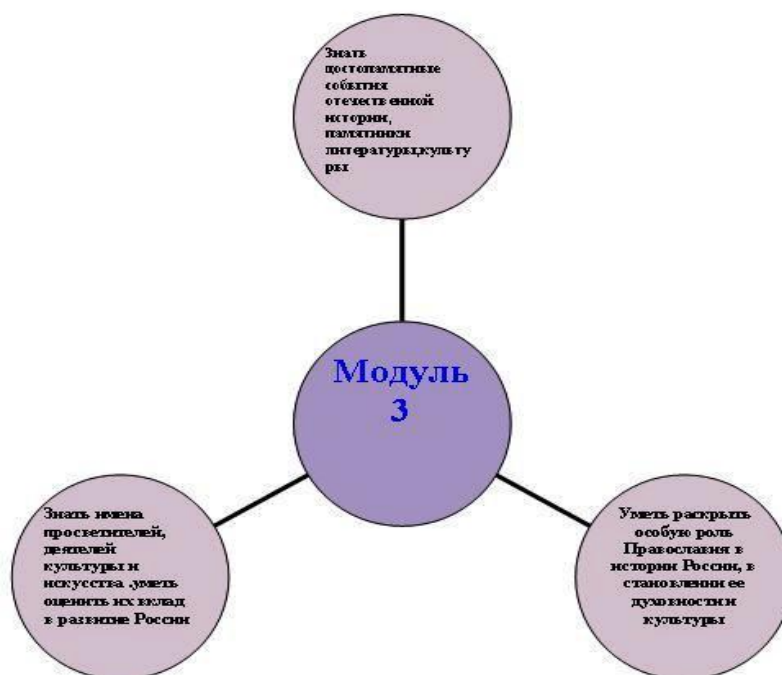 Знать
достопамятные
события
отечественной
истории,
памятники
литературы,культу
ры
Модуль
3
Знать имена
просветителей,
деятелей
культуры и
искусства .уметь
оценить их вклад
в развитие России
Уметь раскрыть
особую роль
Православия в
истории России, в
становлении ее
духовности и
культуры